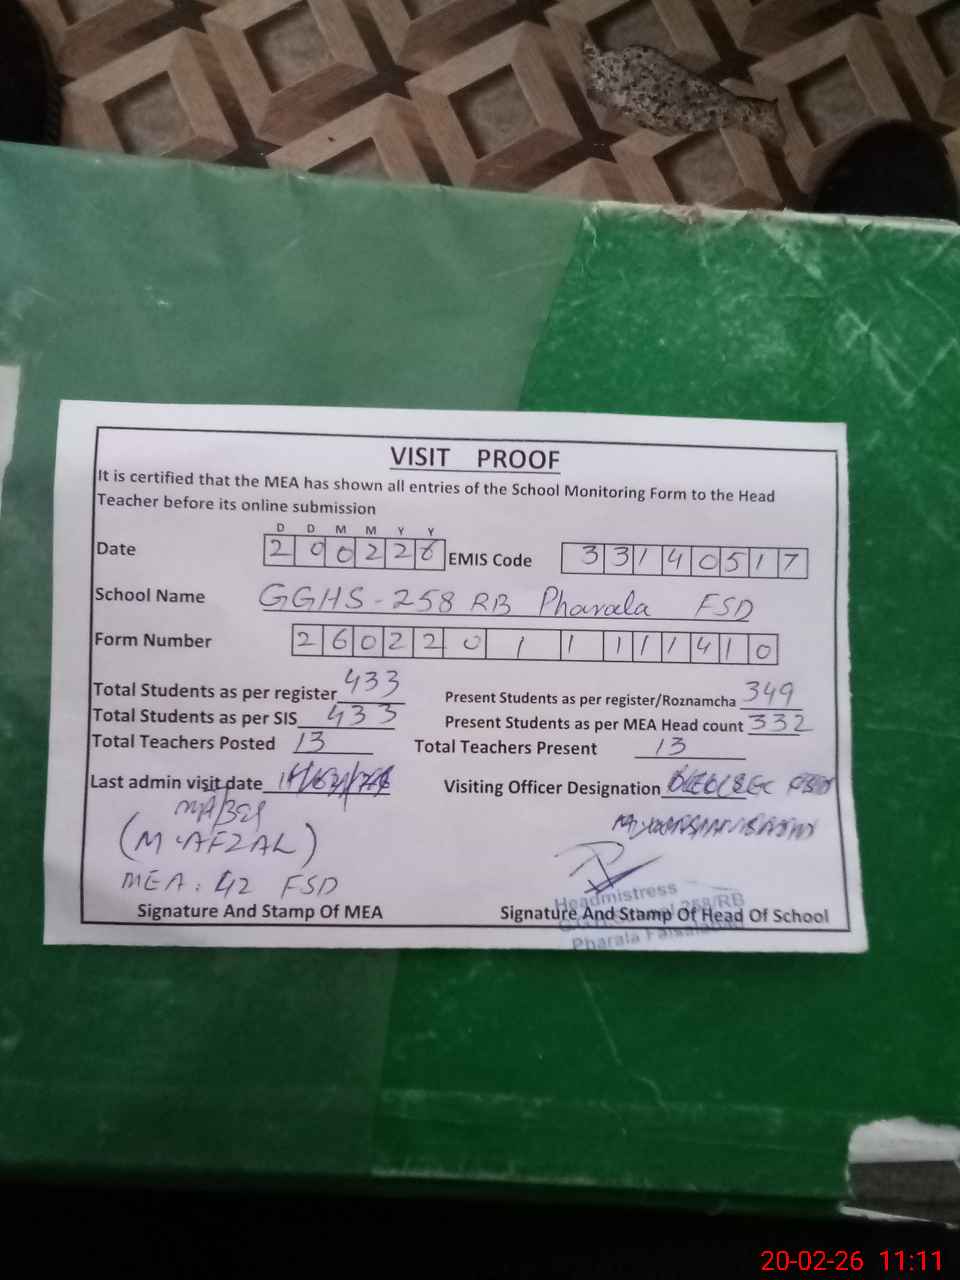 VISIT PROOF
It is certified that the MEA has shown all entries of the School Monitoring Form to the Head
Teacher before its online submission
D D M M Y Y
Date 2 0 0 2 2 6 EMIS Code 3 3 1 4 0 5 1 7
School Name GGHS-258 RB Pharala FSD
Form Number 2 6 0 2 2 0 1 1 1 1 4 1 0
Total Students as per register 433 Present Students as per register/Roznamcha 349
Total Students as per SIS 433 Present Students as per MEA Head count 332
Total Teachers Posted 13 Total Teachers Present 13
Last admin visit date Visiting Officer Designation
(M. AFZAL)
MEA: 42 FSD
Headmistress
258/RB
Signature And Stamp Of MEA Signature And Stamp Of Head Of School
Pharala Faisalabad
20-02-26 11:11